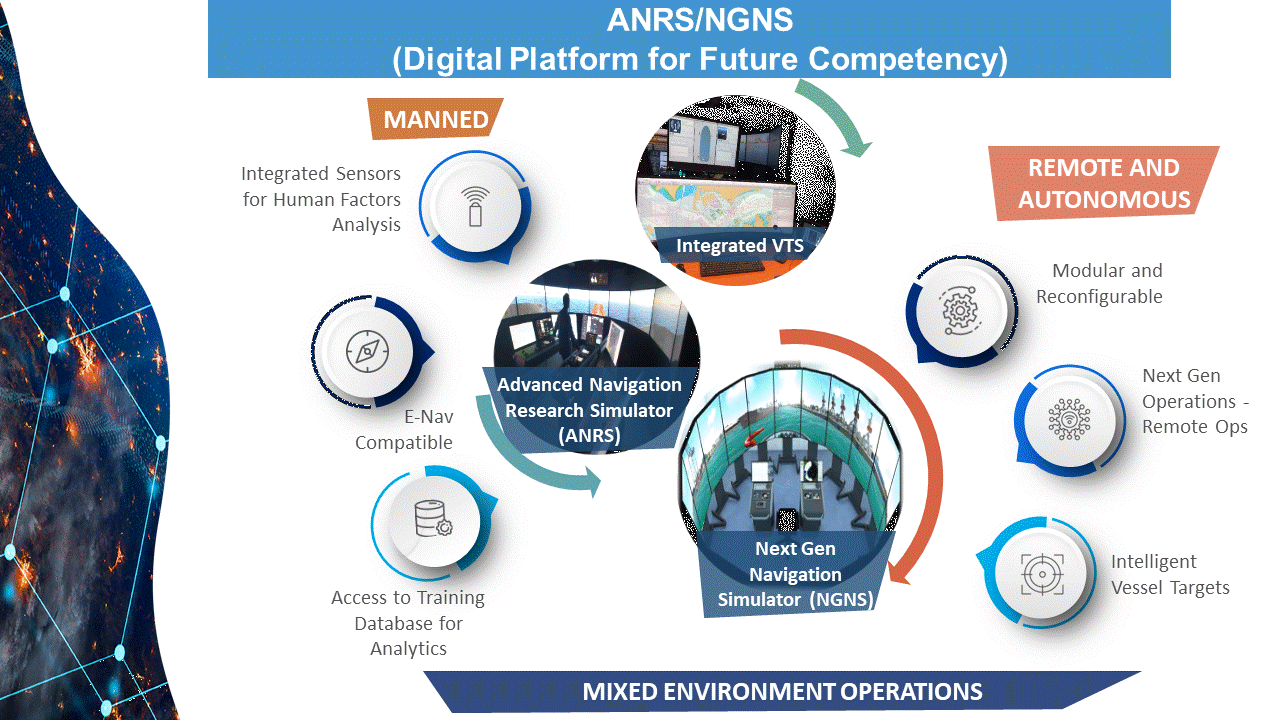 ANRS/NGNS
(Digital Platform for Future Competency)
MANNED
Integrated Sensors
for Human Factors
Analysis
E-Nav
Compatible
Access to Training
Database for
Analytics
Integrated VTS
Advanced Navigation
Research Simulator
(ANRS)
Next Gen
Navigation
Simulator (NGNS)
REMOTE AND
AUTONOMOUS
Modular and
Reconfigurable
Next Gen
Operations -
Remote Ops
Intelligent
Vessel Targets
MIXED ENVIRONMENT OPERATIONS